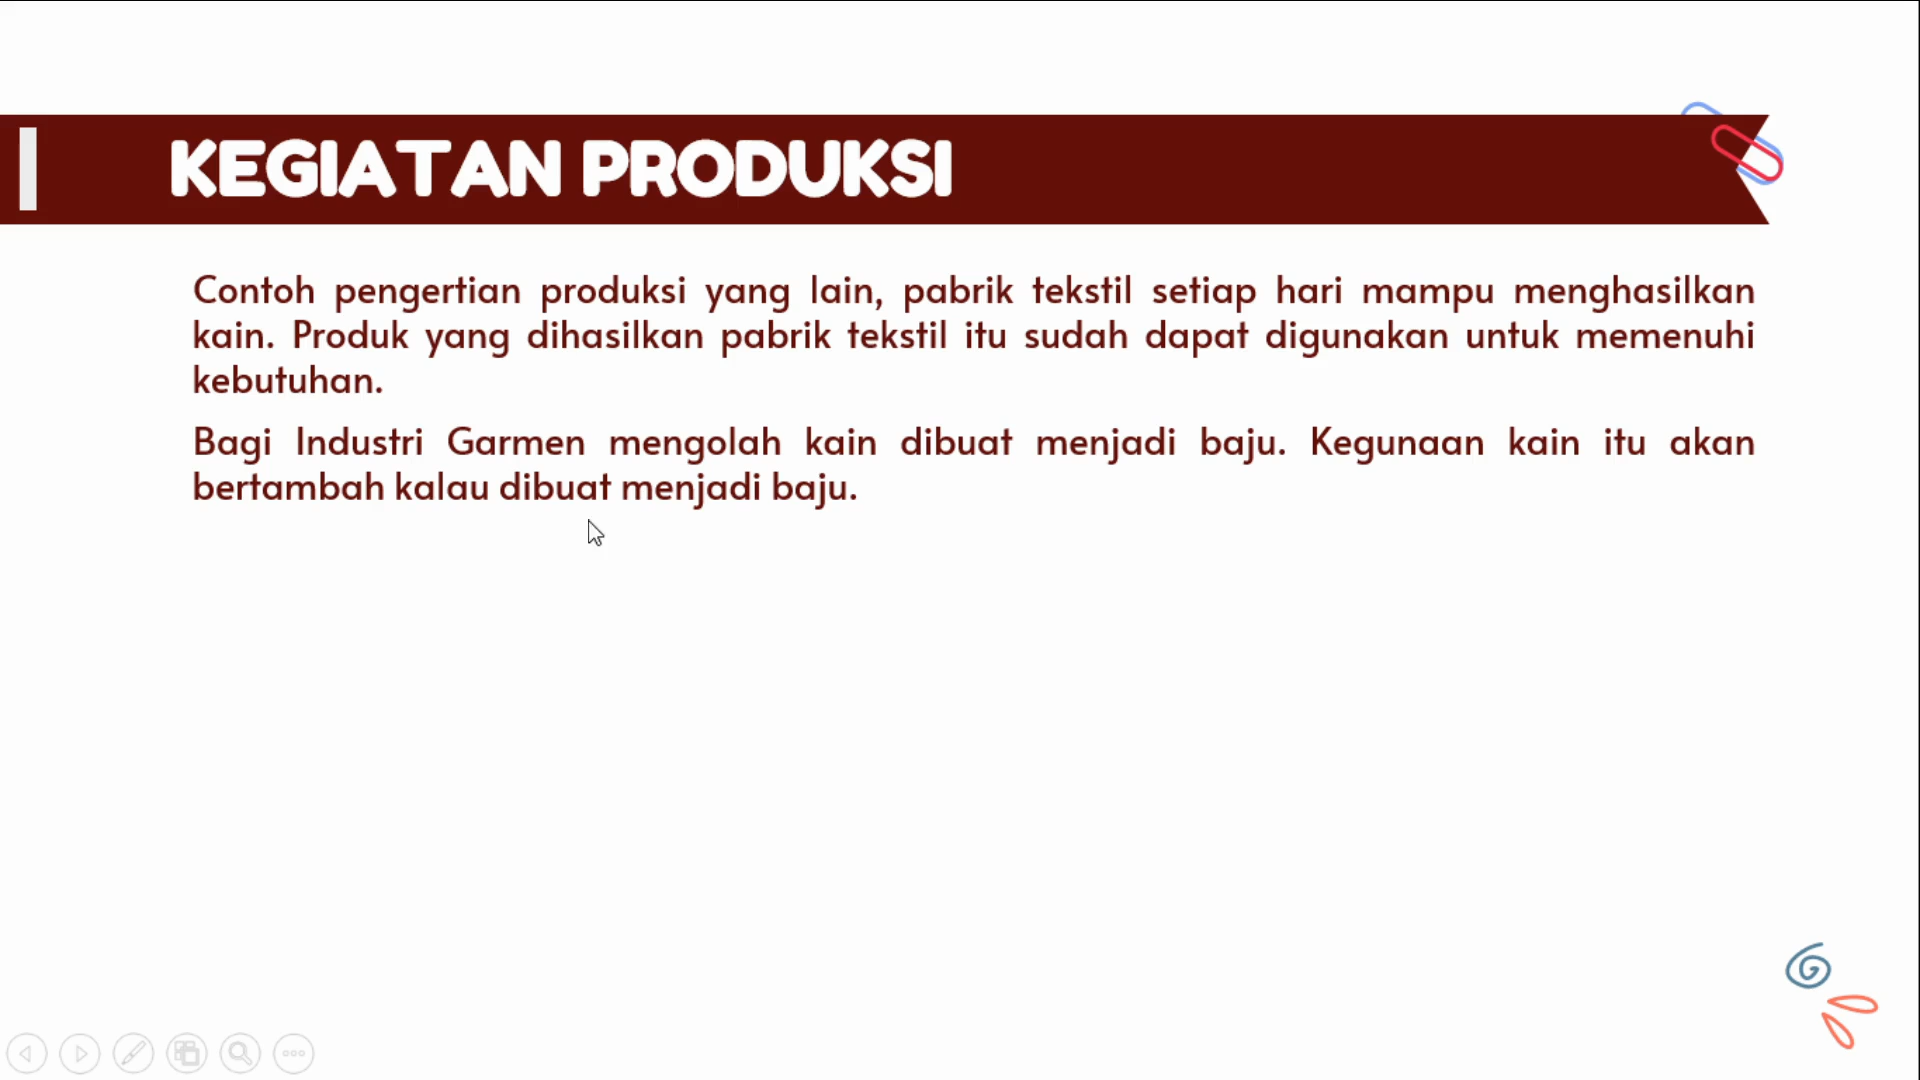 KEGIATAN PRODUKSI
Contoh pengertian produksi yang lain, pabrik tekstil setiap hari mampu menghasilkan
kain. Produk yang dihasilkan pabrik tekstil itu sudah dapat digunakan untuk memenuhi
kebutuhan.
Bagi Industri Garmen mengolah kain dibuat menjadi baju. Kegunaan kain itu akan
bertambah kalau dibuat menjadi baju.